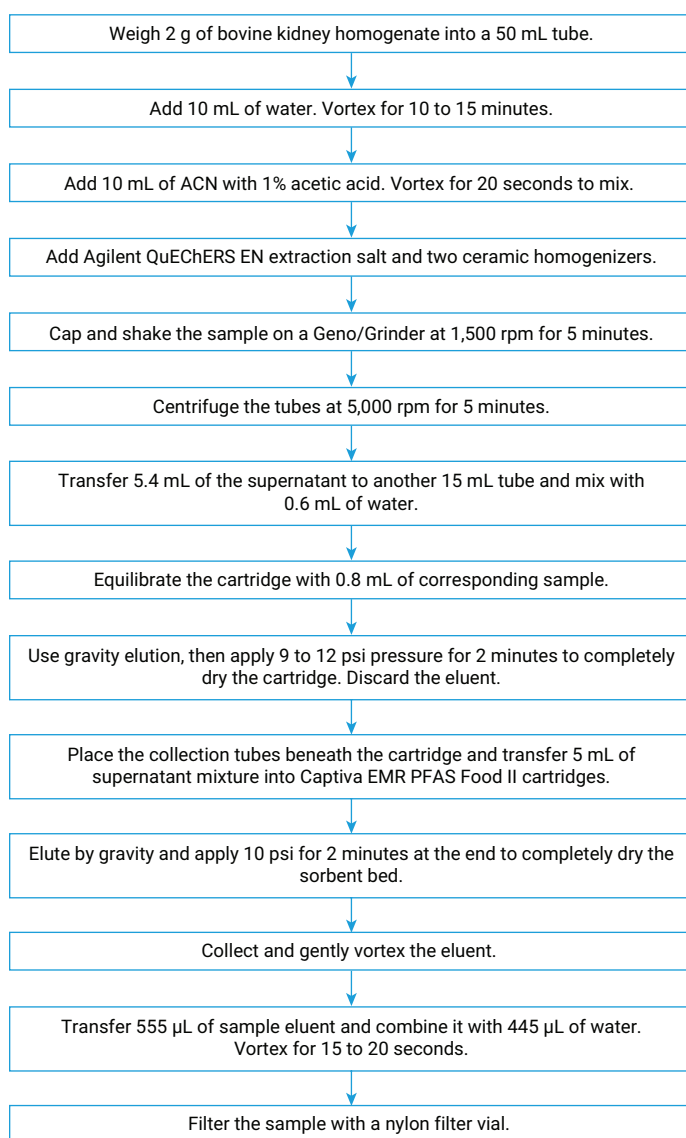 Weigh 2 g of bovine kidney homogenate into a 50 mL tube.
Add 10 mL of water. Vortex for 10 to 15 minutes.
Add 10 mL of ACN with 1% acetic acid. Vortex for 20 seconds to mix.
Add Agilent QuEChERS EN extraction salt and two ceramic homogenizers.
Cap and shake the sample on a Geno/Grinder at 1,500 rpm for 5 minutes.
Centrifuge the tubes at 5,000 rpm for 5 minutes.
Transfer 5.4 mL of the supernatant to another 15 mL tube and mix with
0.6 mL of water.
Equilibrate the cartridge with 0.8 mL of corresponding sample.
Use gravity elution, then apply 9 to 12 psi pressure for 2 minutes to completely
dry the cartridge. Discard the eluent.
Place the collection tubes beneath the cartridge and transfer 5 mL of
supernatant mixture into Captiva EMR PFAS Food II cartridges.
Elute by gravity and apply 10 psi for 2 minutes at the end to completely dry the
sorbent bed.
Collect and gently vortex the eluent.
Transfer 555 µL of sample eluent and combine it with 445 µL of water.
Vortex for 15 to 20 seconds.
Filter the sample with a nylon filter vial.